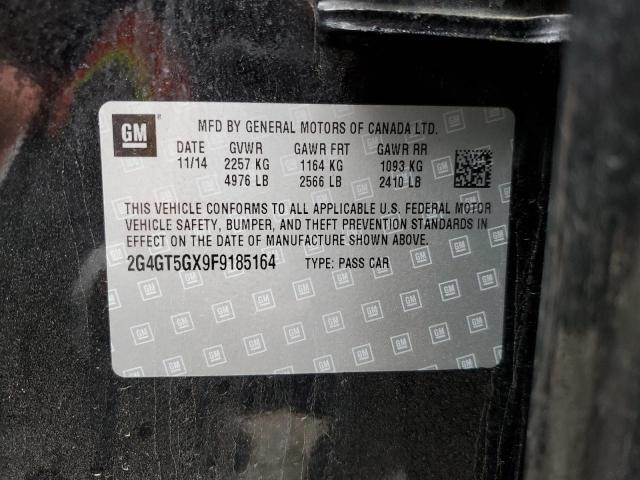 GM
MFD BY GENERAL MOTORS OF CANADA LTD.
DATE GVWR GAWR FRT GAWR RR
11/14 2257 KG 1164 KG 1093 KG
4976 LB 2566 LB 2410 LB
THIS VEHICLE CONFORMS TO ALL APPLICABLE U.S. FEDERAL MOTOR
VEHICLE SAFETY, BUMPER, AND THEFT PREVENTION STANDARDS IN
EFFECT ON THE DATE OF MANUFACTURE SHOWN ABOVE.
2G4GT5GX9F9185164 TYPE: PASS CAR